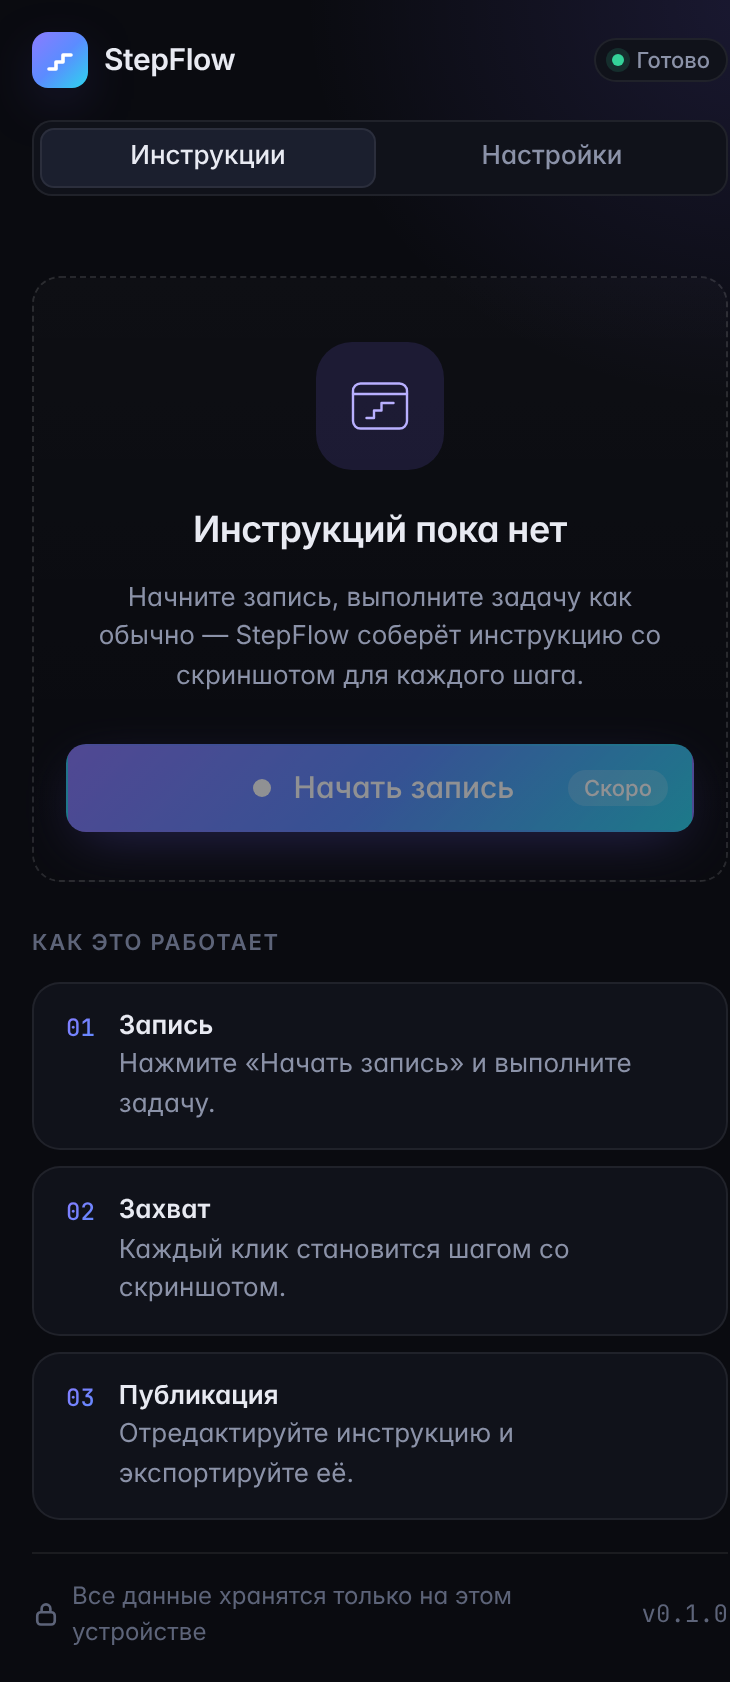 StepFlow
Готово
Инструкции
Настройки
Инструкций пока нет
Начните запись, выполните задачу как
обычно — StepFlow соберёт инструкцию со
скриншотом для каждого шага.
Начать запись
Скоро
КАК ЭТО РАБОТАЕТ
01 Запись
Нажмите «Начать запись» и выполните
задачу.
02 Захват
Каждый клик становится шагом со
скриншотом.
03 Публикация
Отредактируйте инструкцию и
экспортируйте её.
Все данные хранятся только на этом
устройстве
v0.1.0